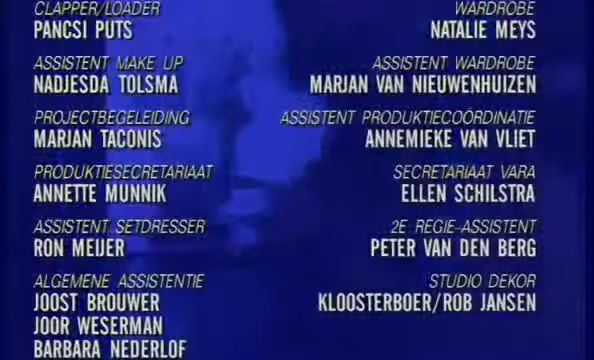 CLAPPER/LOADER
PANCSI PUTS
WARDROBE
NATALIE MEYS
ASSISTENT MAKE UP
NADJESDA TOLSMA
ASSISTENT WARDROBE
MARJAN VAN NIEUWENHUIZEN
PROJECTBEGELEIDING
MARJAN TACONIS
ASSISTENT PRODUKTIECOÖRDINATIE
ANNEMIEKE VAN VLIET
PRODUKTIESECRETARIAAT
ANNETTE MUNNIK
SECRETARIAAT VARA
ELLEN SCHILSTRA
ASSISTENT SETDRESSER
RON MEIJER
2E REGIE-ASSISTENT
PETER VAN DEN BERG
ALGEMENE ASSISTENTIE
JOOST BROUWER
JOOR WESERMAN
BARBARA NEDERLOF
STUDIO DEKOR
KLOOSTERBOER/ROB JANSEN